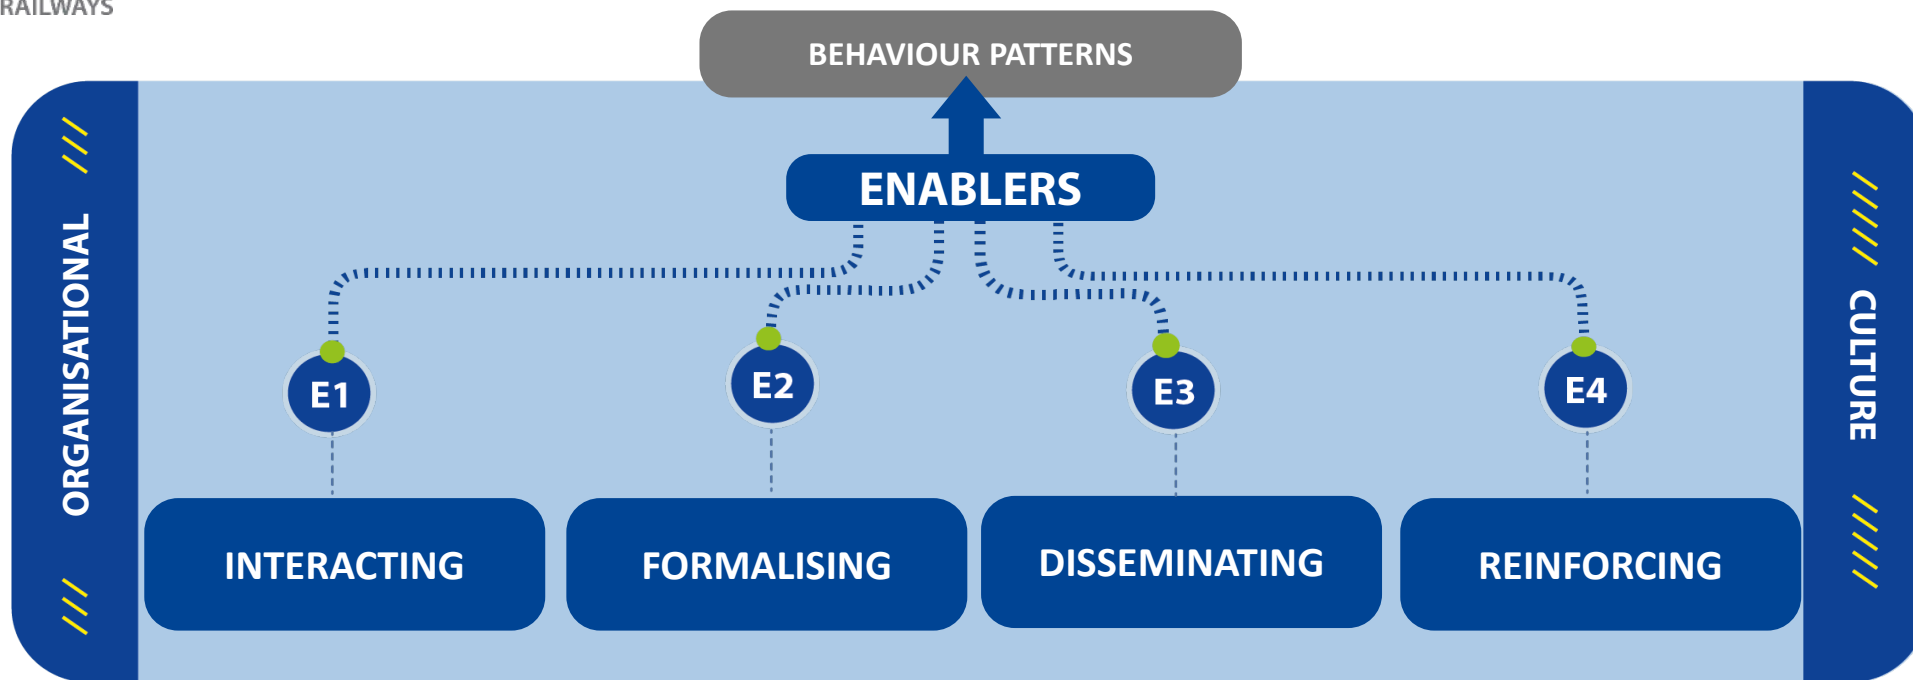 RAILWAYS
BEHAVIOUR PATTERNS
ENABLERS
ORGANISATIONAL
CULTURE
E1
E2
E3
E4
INTERACTING
FORMALISING
DISSEMINATING
REINFORCING